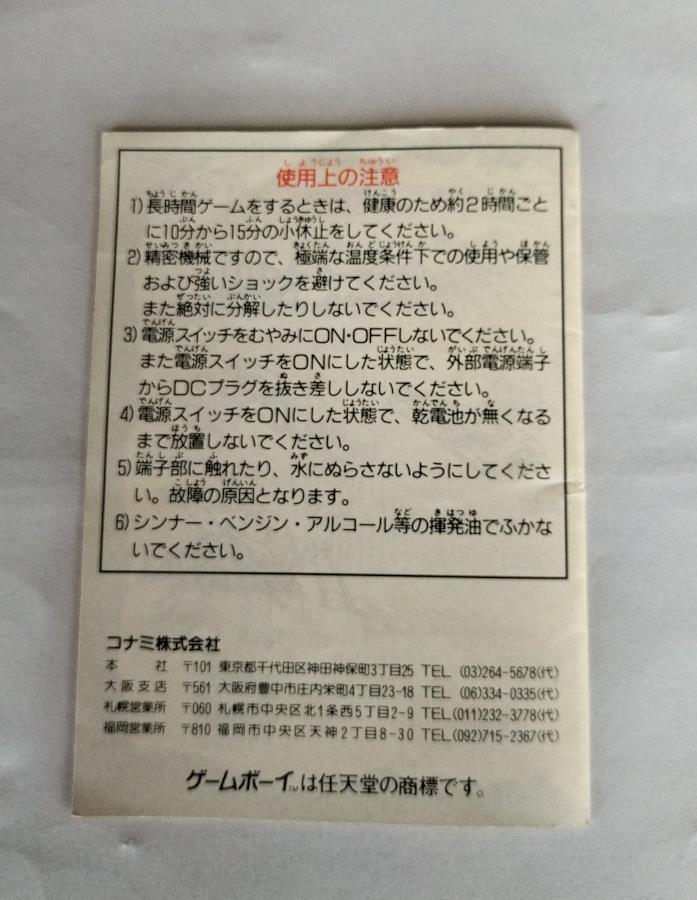 使用上の注意
1) 長時間ゲームをするときは、健康のため約2時間ごと
に10分から15分の小休止をしてください。
2) 精密機械ですので、極端な温度条件下での使用や保管
および強いショックを避けてください。
また絶対に分解したりしないでください。
3) 電源スイッチをむやみにON・OFFしないでください。
また電源スイッチをONにした状態で、外部電源端子
からDCプラグを抜き差ししないでください。
4) 電源スイッチをONにした状態で、乾電池が無くなる
まで放置しないでください。
5) 端子部に触れたり、水にぬらさないようにしてくださ
い。故障の原因となります。
6) シンナー・ベンジン・アルコール等の揮発油でふかな
いでください。
コナミ株式会社
本 社 〒101 東京都千代田区神田神保町3丁目25 TEL (03)264-5678(代)
大阪支店 〒561 大阪府豊中市庄内栄町4丁目23-18 TEL (06)334-0335(代)
札幌営業所 〒060 札幌市中央区北1条西5丁目2-9 TEL(011)232-3778(代)
福岡営業所 〒810 福岡市中央区天神2丁目8-30 TEL(092)715-2367(代)
ゲームボーイ™は任天堂の商標です。